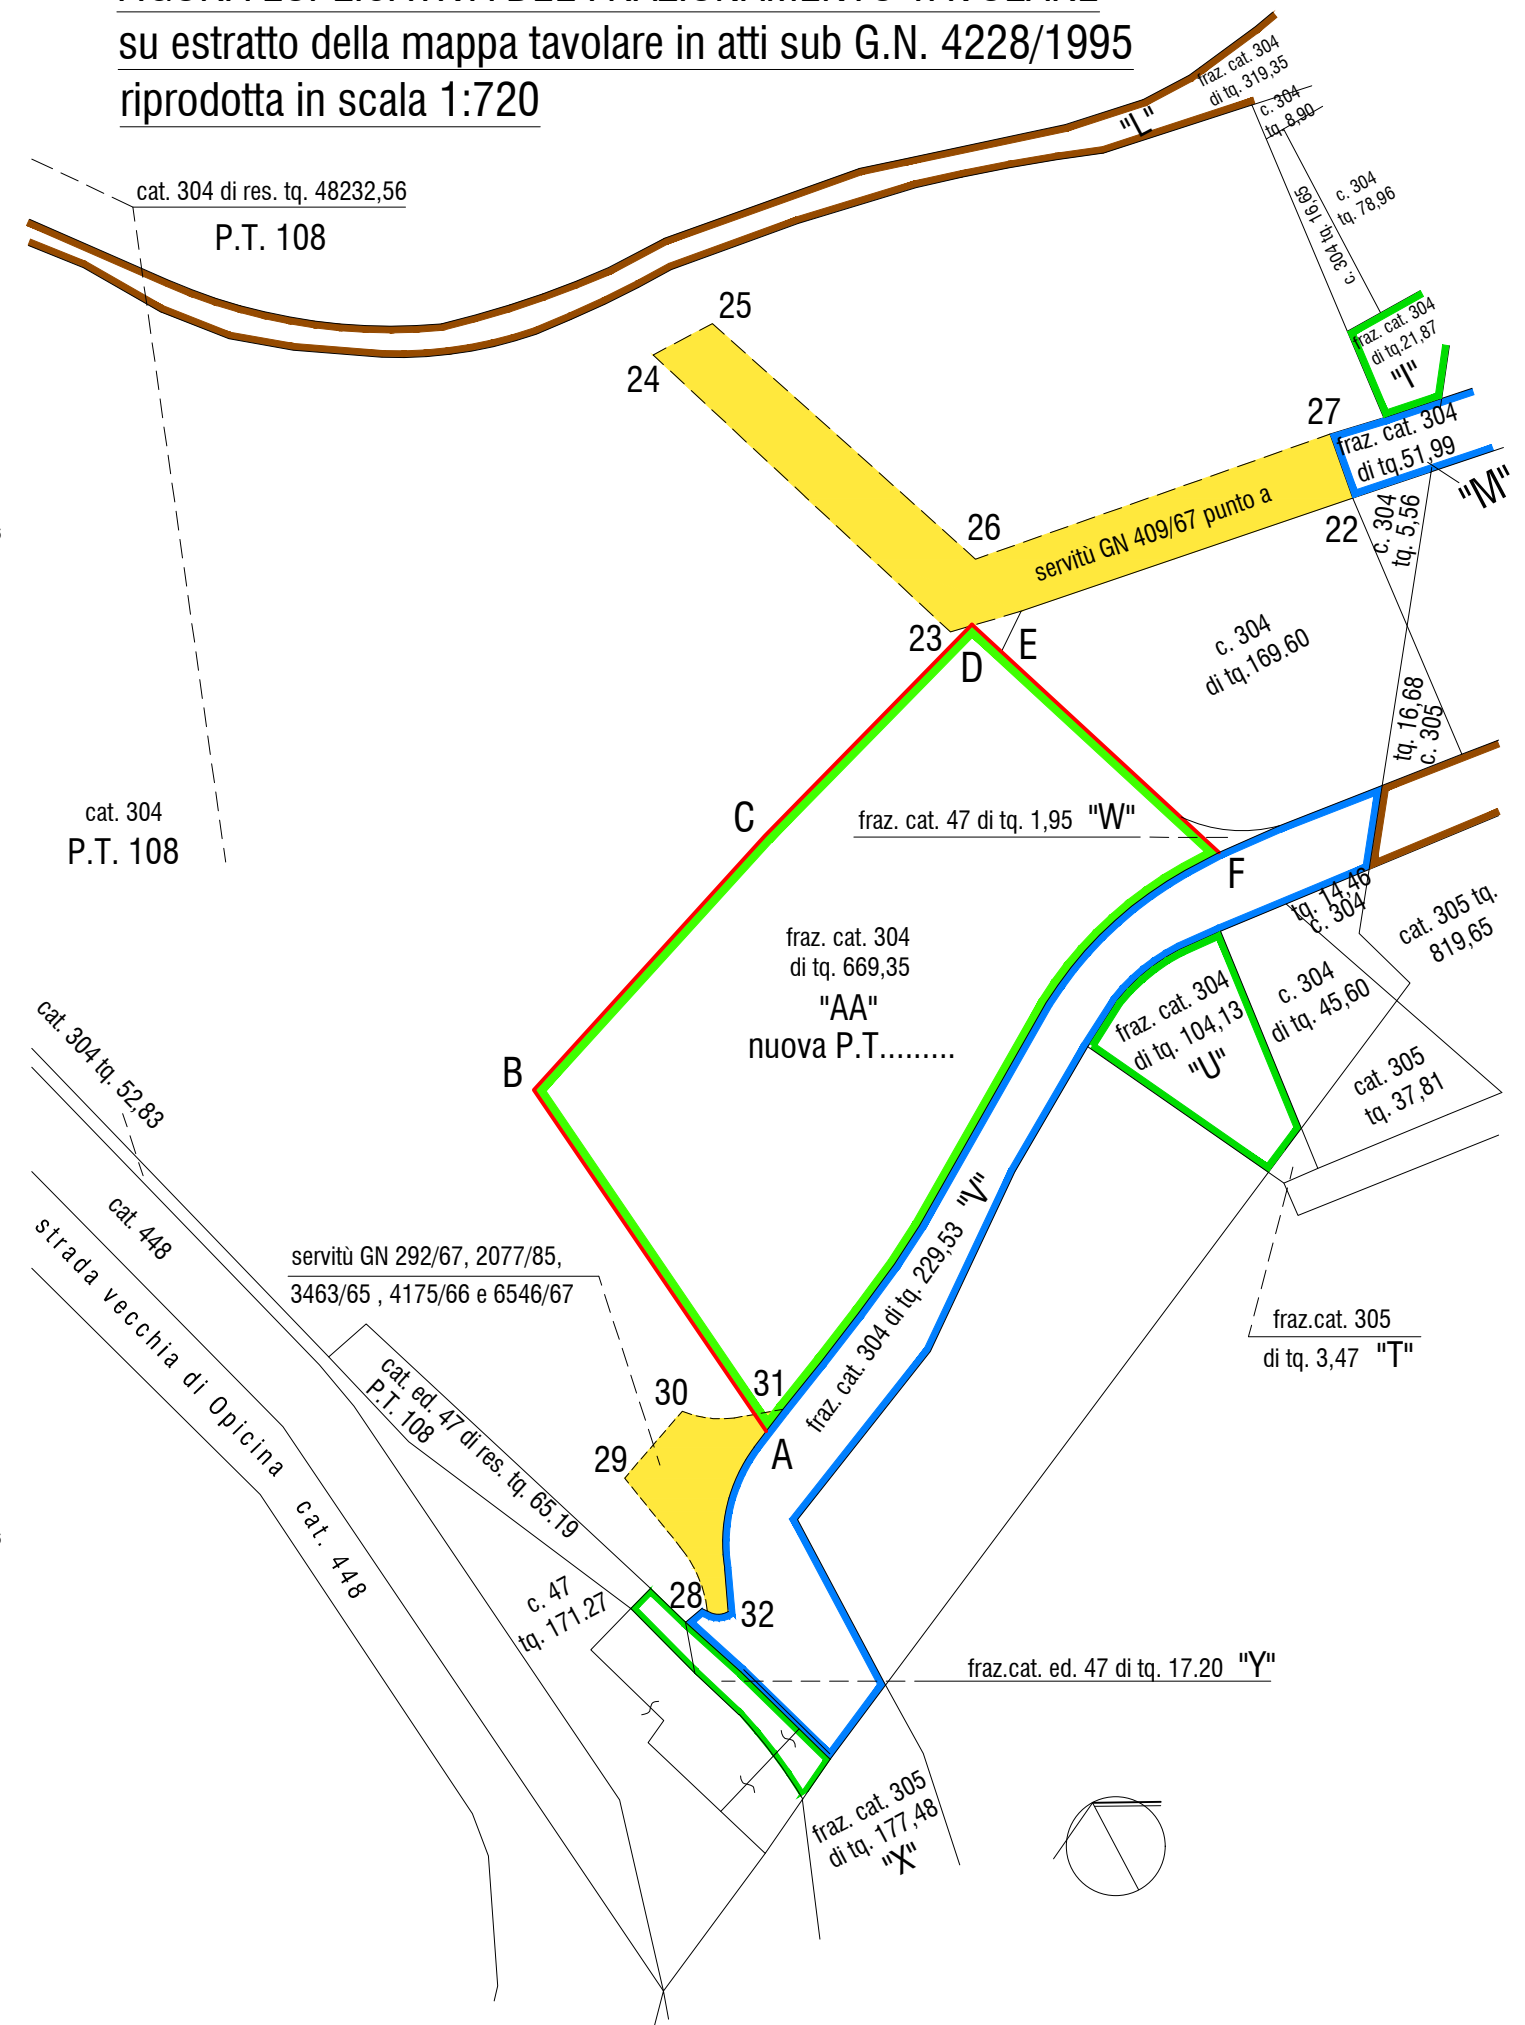 su estratto della mappa tavolare in atti sub G.N. 4228/1995
riprodotta in scala 1:720
fraz. cat. 304
di tq. 319,35
"L"
c. 304
tq. 8,90
c. 304
tq. 78,96
c. 304 tq. 16,65
cat. 304 di res. tq. 48232,56
P.T. 108
25
24
fraz. cat. 304
di tq.21,87
"I"
27
fraz. cat. 304
di tq.51,99
"M"
26
servitù GN 409/67 punto a
22
c. 304
tq. 5,56
23
D
E
c. 304
di tq.169.60
tq. 16,68
c. 305
cat. 304
P.T. 108
C
fraz. cat. 47 di tq. 1,95 "W"
F
tq. 14,46
c. 304
cat. 305 tq.
819,65
fraz. cat. 304
di tq. 669,35
"AA"
nuova P.T.........
fraz. cat. 304
di tq. 104,13
"U"
c. 304
di tq. 45,60
cat. 305
tq. 37,81
B
cat. 304 tq. 52,83
cat. 448
strada vecchia di Opicina cat. 448
servitù GN 292/67, 2077/85,
3463/65 , 4175/66 e 6546/67
fraz. cat. 304 di tq. 229,53 "V"
fraz.cat. 305
di tq. 3,47 "T"
cat. ed. 47 di res. tq. 65.19
P.T. 108
30
31
29
A
c. 47
tq. 171.27
28
32
fraz.cat. ed. 47 di tq. 17.20 "Y"
fraz. cat. 305
di tq. 177,48
"X"